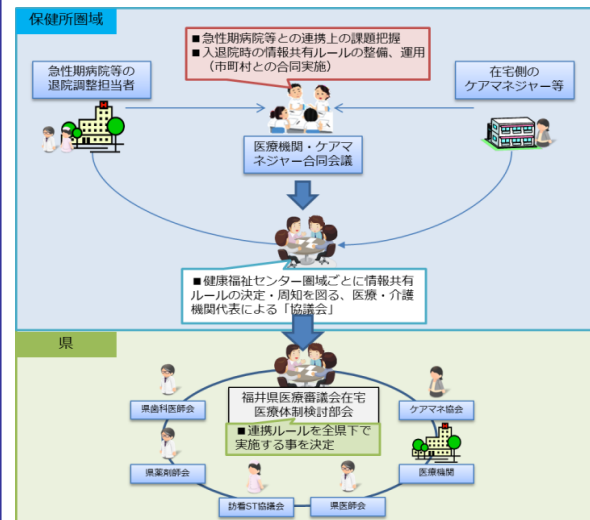 保健所圏域
■急性期病院等との連携上の課題把握
■入退院時の情報共有ルールの整備、運用
（市町村との合同実施）
急性期病院等の
退院調整担当者
在宅側の
ケアマネジャー等
医療機関・ケアマ
ネジャー合同会議
■健康福祉センター圏域ごとに情報共有
ルールの決定・周知を図る、医療・介護
機関代表による「協議会」
県
福井県医療審議会在宅
医療体制検討部会
■連携ルールを全県下で
実施する事を決定
県歯科医師会
ケアマネ協会
県薬剤師会
医療機関
訪看ST協議会
県医師会